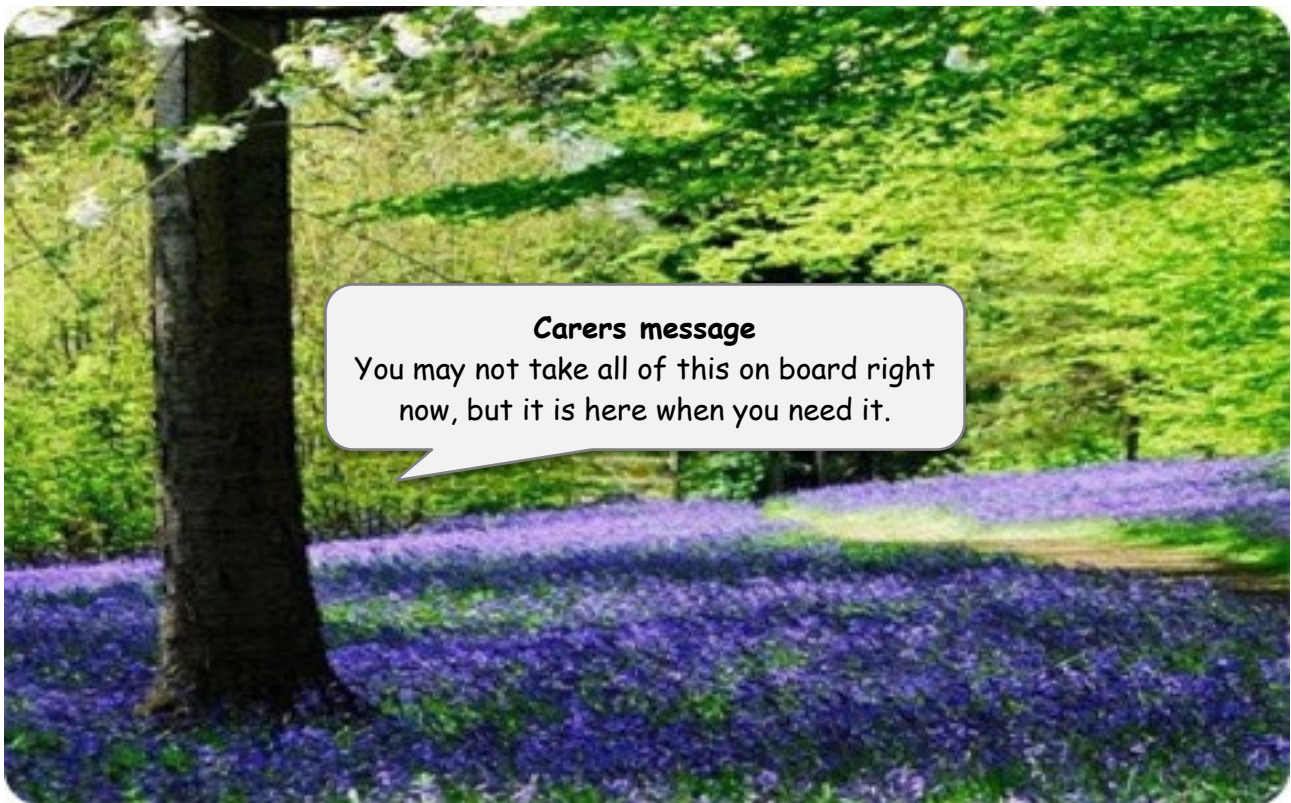 Carers message
You may not take all of this on board right
now, but it is here when you need it.